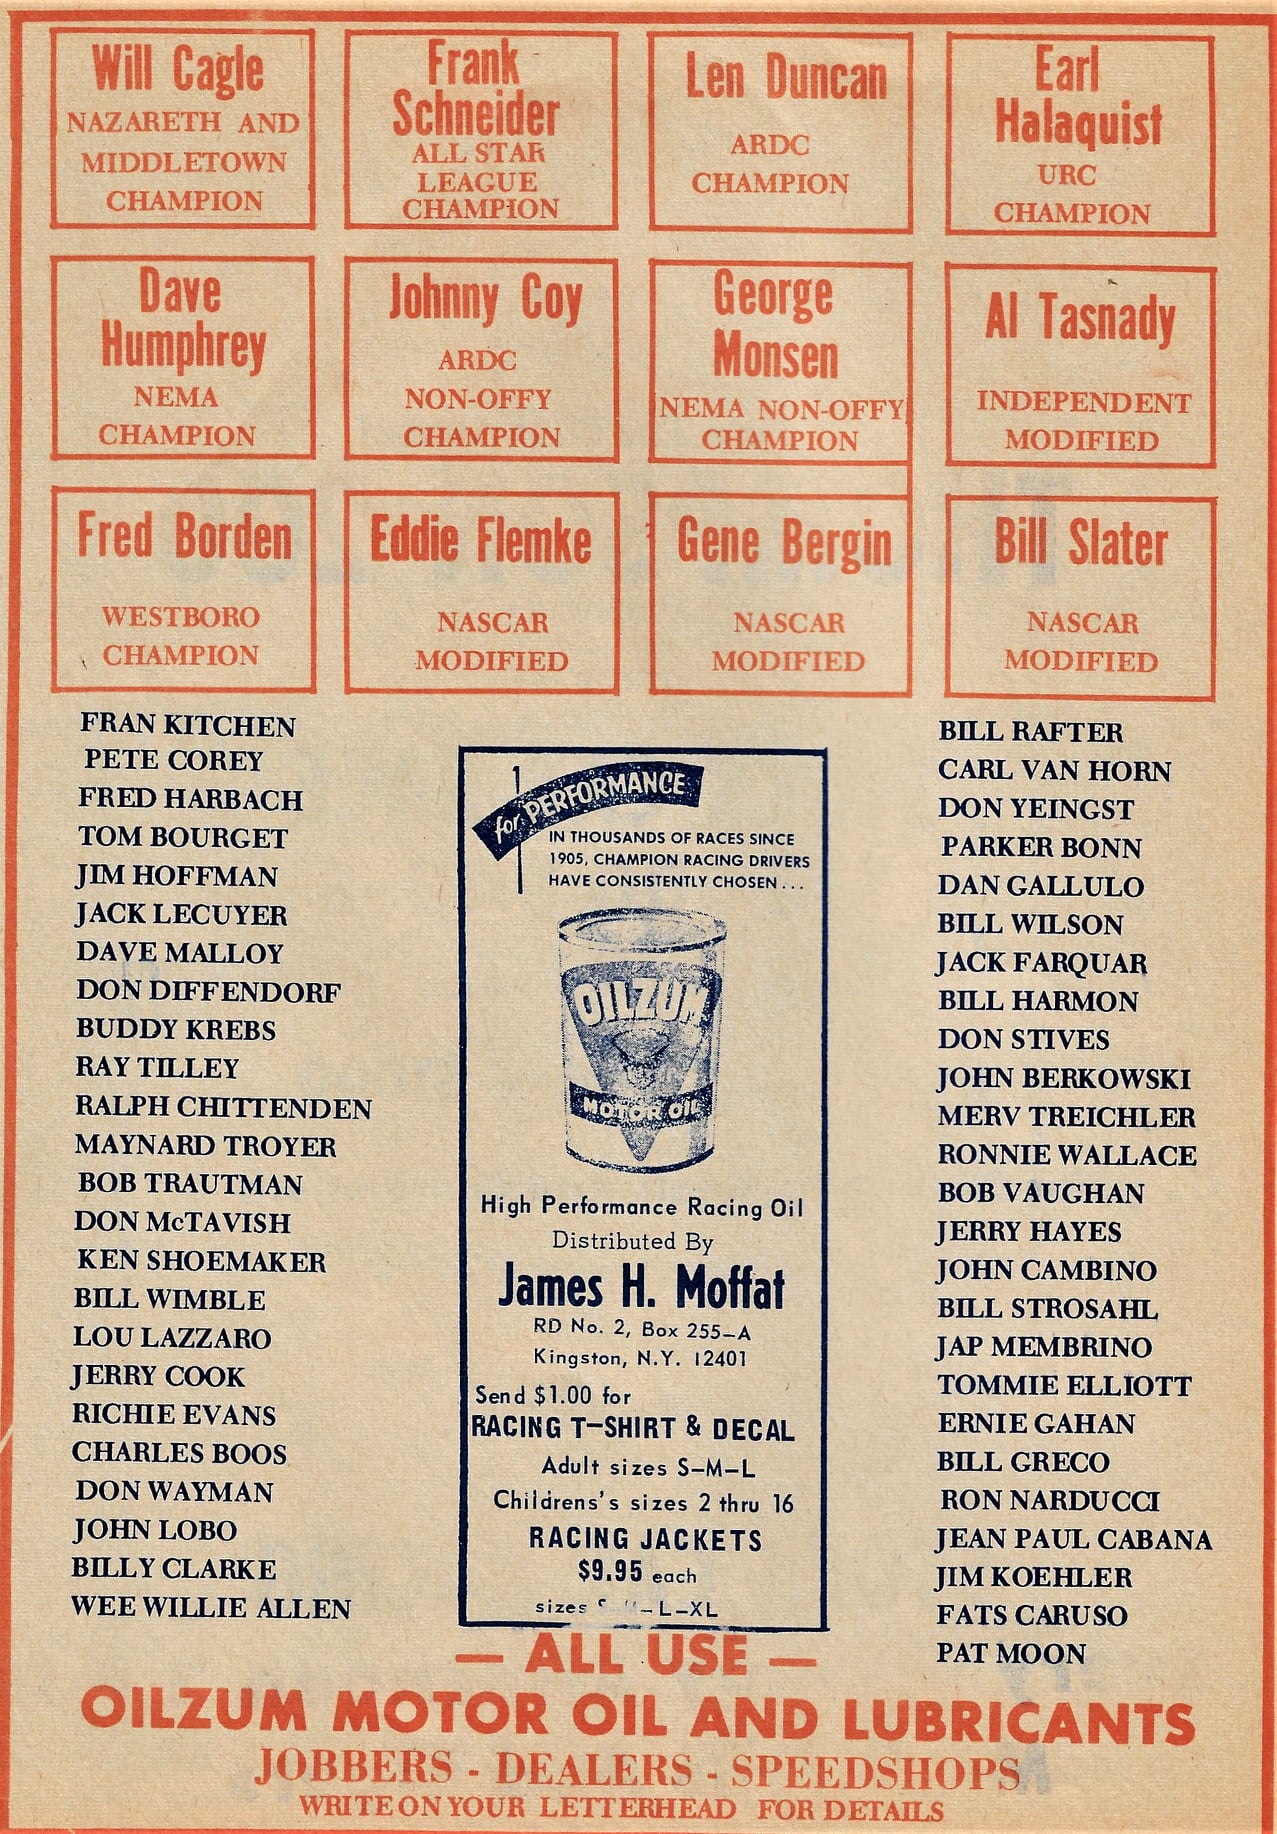 Will Cagle
NAZARETH AND
MIDDLETOWN
CHAMPION
Frank
Schneider
ALL STAR
LEAGUE
CHAMPION
Len Duncan
ARDC
CHAMPION
Earl
Halaquist
URC
CHAMPION
Dave
Humphrey
NEMA
CHAMPION
Johnny Coy
ARDC
NON-OFFY
CHAMPION
George
Monsen
NEMA NON-OFFY
CHAMPION
Al Tasnady
INDEPENDENT
MODIFIED
Fred Borden
WESTBORO
CHAMPION
Eddie Flemke
NASCAR
MODIFIED
Gene Bergin
NASCAR
MODIFIED
Bill Slater
NASCAR
MODIFIED
FRAN KITCHEN
PETE COREY
FRED HARBACH
TOM BOURGET
JIM HOFFMAN
JACK LECUYER
DAVE MALLOY
DON DIFFENDORF
BUDDY KREBS
RAY TILLEY
RALPH CHITTENDEN
MAYNARD TROYER
BOB TRAUTMAN
DON McTAVISH
KEN SHOEMAKER
BILL WIMBLE
LOU LAZZARO
JERRY COOK
RICHIE EVANS
CHARLES BOOS
DON WAYMAN
JOHN LOBO
BILLY CLARKE
WEE WILLIE ALLEN
for PERFORMANCE
IN THOUSANDS OF RACES SINCE
1905, CHAMPION RACING DRIVERS
HAVE CONSISTENTLY CHOSEN...
OILZUM
MOTOR OIL
High Performance Racing Oil
Distributed By
James H. Moffat
RD No. 2, Box 255-A
Kingston, N.Y. 12401
Send $1.00 for
RACING T-SHIRT & DECAL
Adult sizes S-M-L
Childrens's sizes 2 thru 16
RACING JACKETS
$9.95 each
sizes -L-XL
BILL RAFTER
CARL VAN HORN
DON YEINGST
PARKER BONN
DAN GALLULO
BILL WILSON
JACK FARQUAR
BILL HARMON
DON STIVES
JOHN BERKOWSKI
MERV TREICHLER
RONNIE WALLACE
BOB VAUGHAN
JERRY HAYES
JOHN CAMBINO
BILL STROSAHL
JAP MEMBRINO
TOMMIE ELLIOTT
ERNIE GAHAN
BILL GRECO
RON NARDUCCI
JEAN PAUL CABANA
JIM KOEHLER
FATS CARUSO
PAT MOON
— ALL USE —
OILZUM MOTOR OIL AND LUBRICANTS
JOBBERS - DEALERS - SPEEDSHOPS
WRITE ON YOUR LETTERHEAD FOR DETAILS